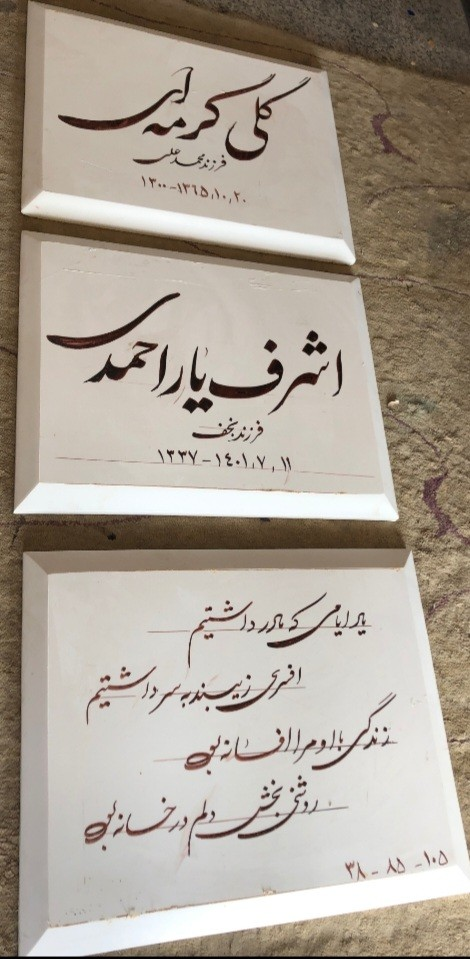 گلی کرمه ای
فرزند محمد علی
۱۳۰۰-۱۳۶۵٫۱۰٫۲۰
اشرف یاراحمدی
فرزند نجف
۱۳۳۷-۱۴۰۱٫۷٫۱۱
یاد ایامی که مادر داشتیم
افسری زیبنده بر سر داشتیم
زندگی با او مرا افسانه بود
روشنی بخش دلم در خانه بود
۳۸ - ۸۵ - ۱۰۵